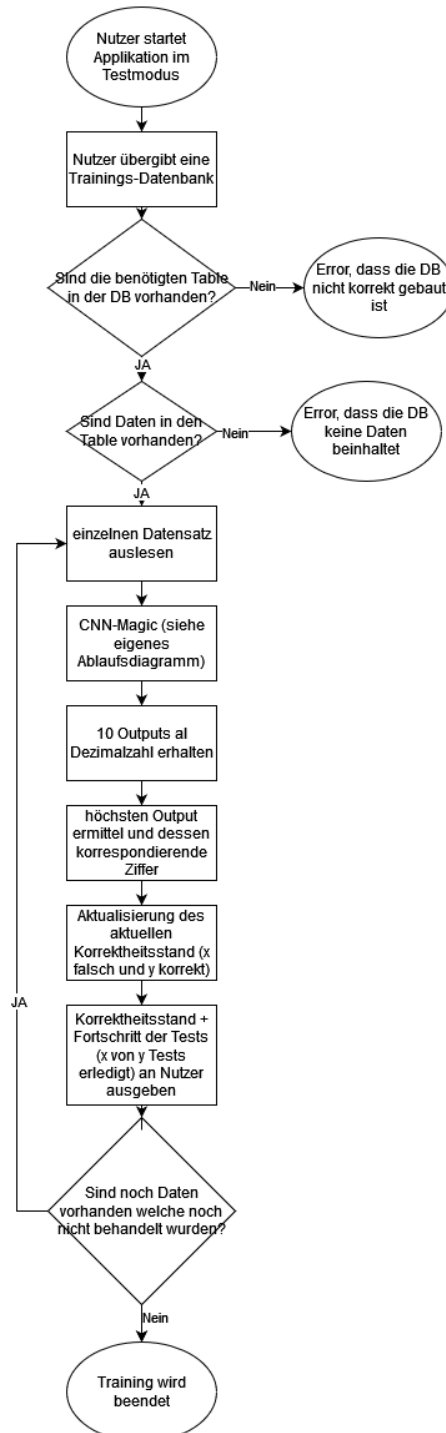 Nutzer startet
Applikation im
Testmodus
Nutzer übergibt eine
Trainings-Datenbank
Sind die benötigten Table
in der DB vorhanden?
Nein
Error, dass die DB
nicht korrekt gebaut
ist
JA
Sind Daten in den
Table vorhanden?
Nein
Error, dass die DB
keine Daten
beinhaltet
JA
einzelnen Datensatz
auslesen
CNN-Magic (siehe
eigenes
Ablaufsdiagramm)
10 Outputs al
Dezimalzahl erhalten
höchsten Output
ermittel und dessen
korrespondierende
Ziffer
Aktualisierung des
aktuellen
Korrektheitsstand (x
falsch und y korrekt)
JA
Korrektheitsstand +
Fortschritt der Tests
(x von y Tests
erledigt) an Nutzer
ausgeben
Sind noch Daten
vorhanden welche noch
nicht behandelt wurden?
Nein
Training wird
beendet